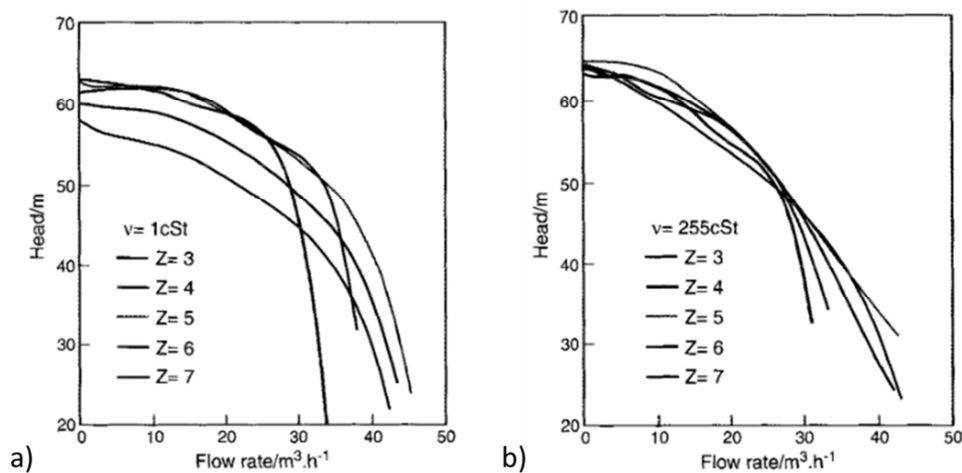 a)
Head/m
70
60
50
40
30
20
ν= 1cSt
Z= 3
Z= 4
Z= 5
Z= 6
Z= 7
0 10 20 30 40 50
Flow rate/m³.h⁻¹
b)
Head/m
70
60
50
40
30
20
ν= 255cSt
Z= 3
Z= 4
Z= 5
Z= 6
Z= 7
0 10 20 30 40 50
Flow rate/m³.h⁻¹